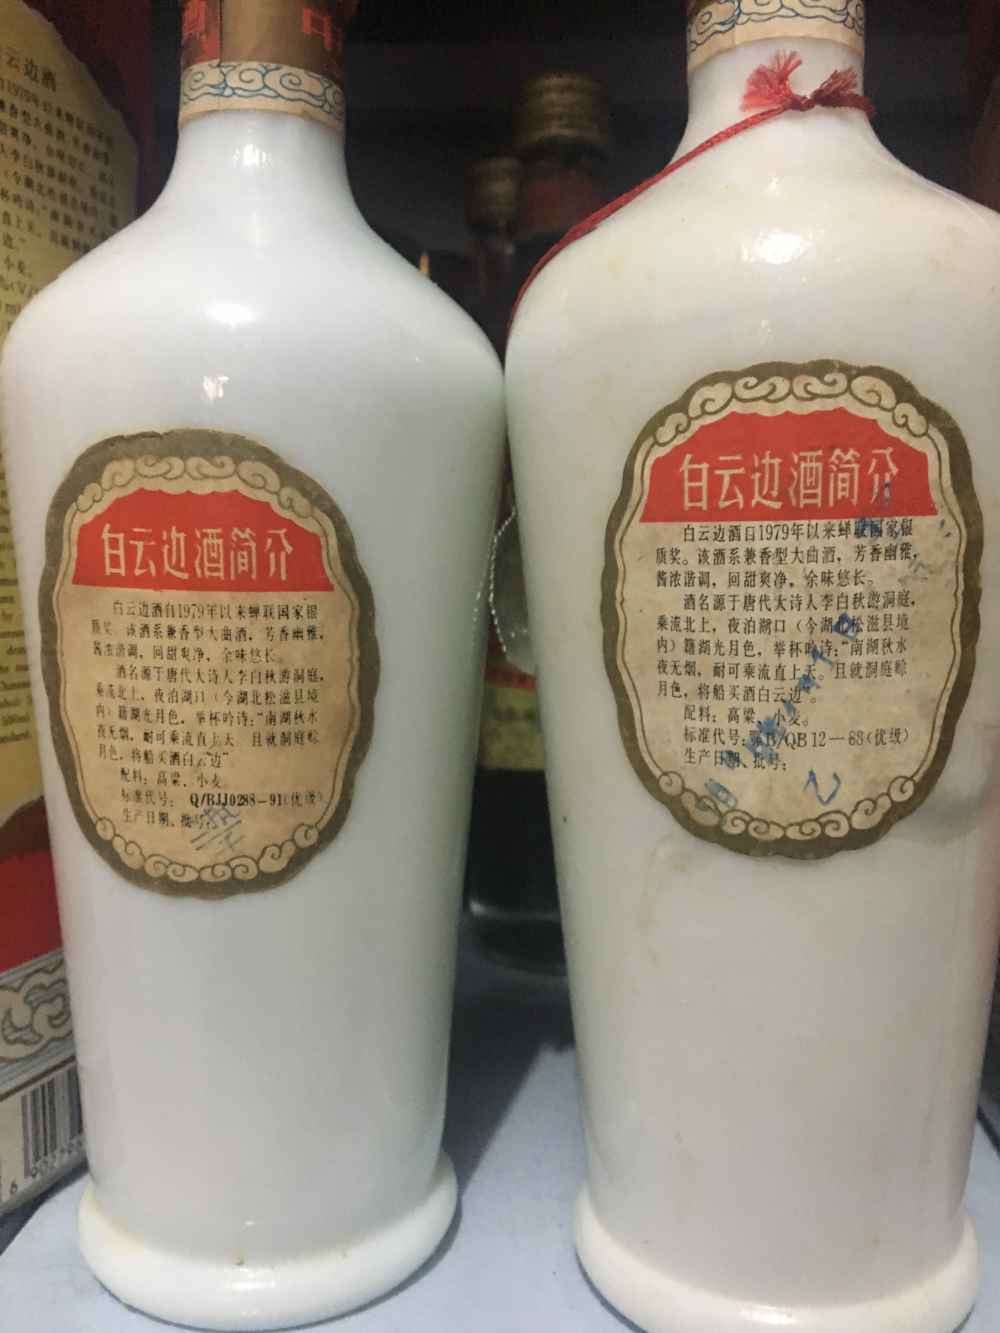 白云边酒简介
白云边酒自1979年以来蝉联国家银
质奖。该酒系兼香型大曲酒，芳香幽雅，
酱浓谐调，回甜爽净，余味悠长。
酒名源于唐代大诗人李白秋游洞庭，
乘流北上，夜泊湖口（今湖北松滋县境
内）籍湖光月色，举杯吟诗：“南湖秋水
夜无烟，耐可乘流直上天。且就洞庭赊
月色，将船买酒白云边”
配料：高粱、小麦。
标准代号：Q/BJJ0288-91(优级)
生产日期、批号：
白云边酒简介
白云边酒自1979年以来蝉联国家银
质奖。该酒系兼香型大曲酒，芳香幽雅，
酱浓谐调，回甜爽净，余味悠长。
酒名源于唐代大诗人李白秋游洞庭，
乘流北上，夜泊湖口（今湖北松滋县境
内）籍湖光月色，举杯吟诗：“南湖秋水
夜无烟，耐可乘流直上天。且就洞庭赊
月色，将船买酒白云边”。
配料：高粱、小麦。
标准代号：鄂B/QB12—83(优级)
生产日期、批号：
云边酒